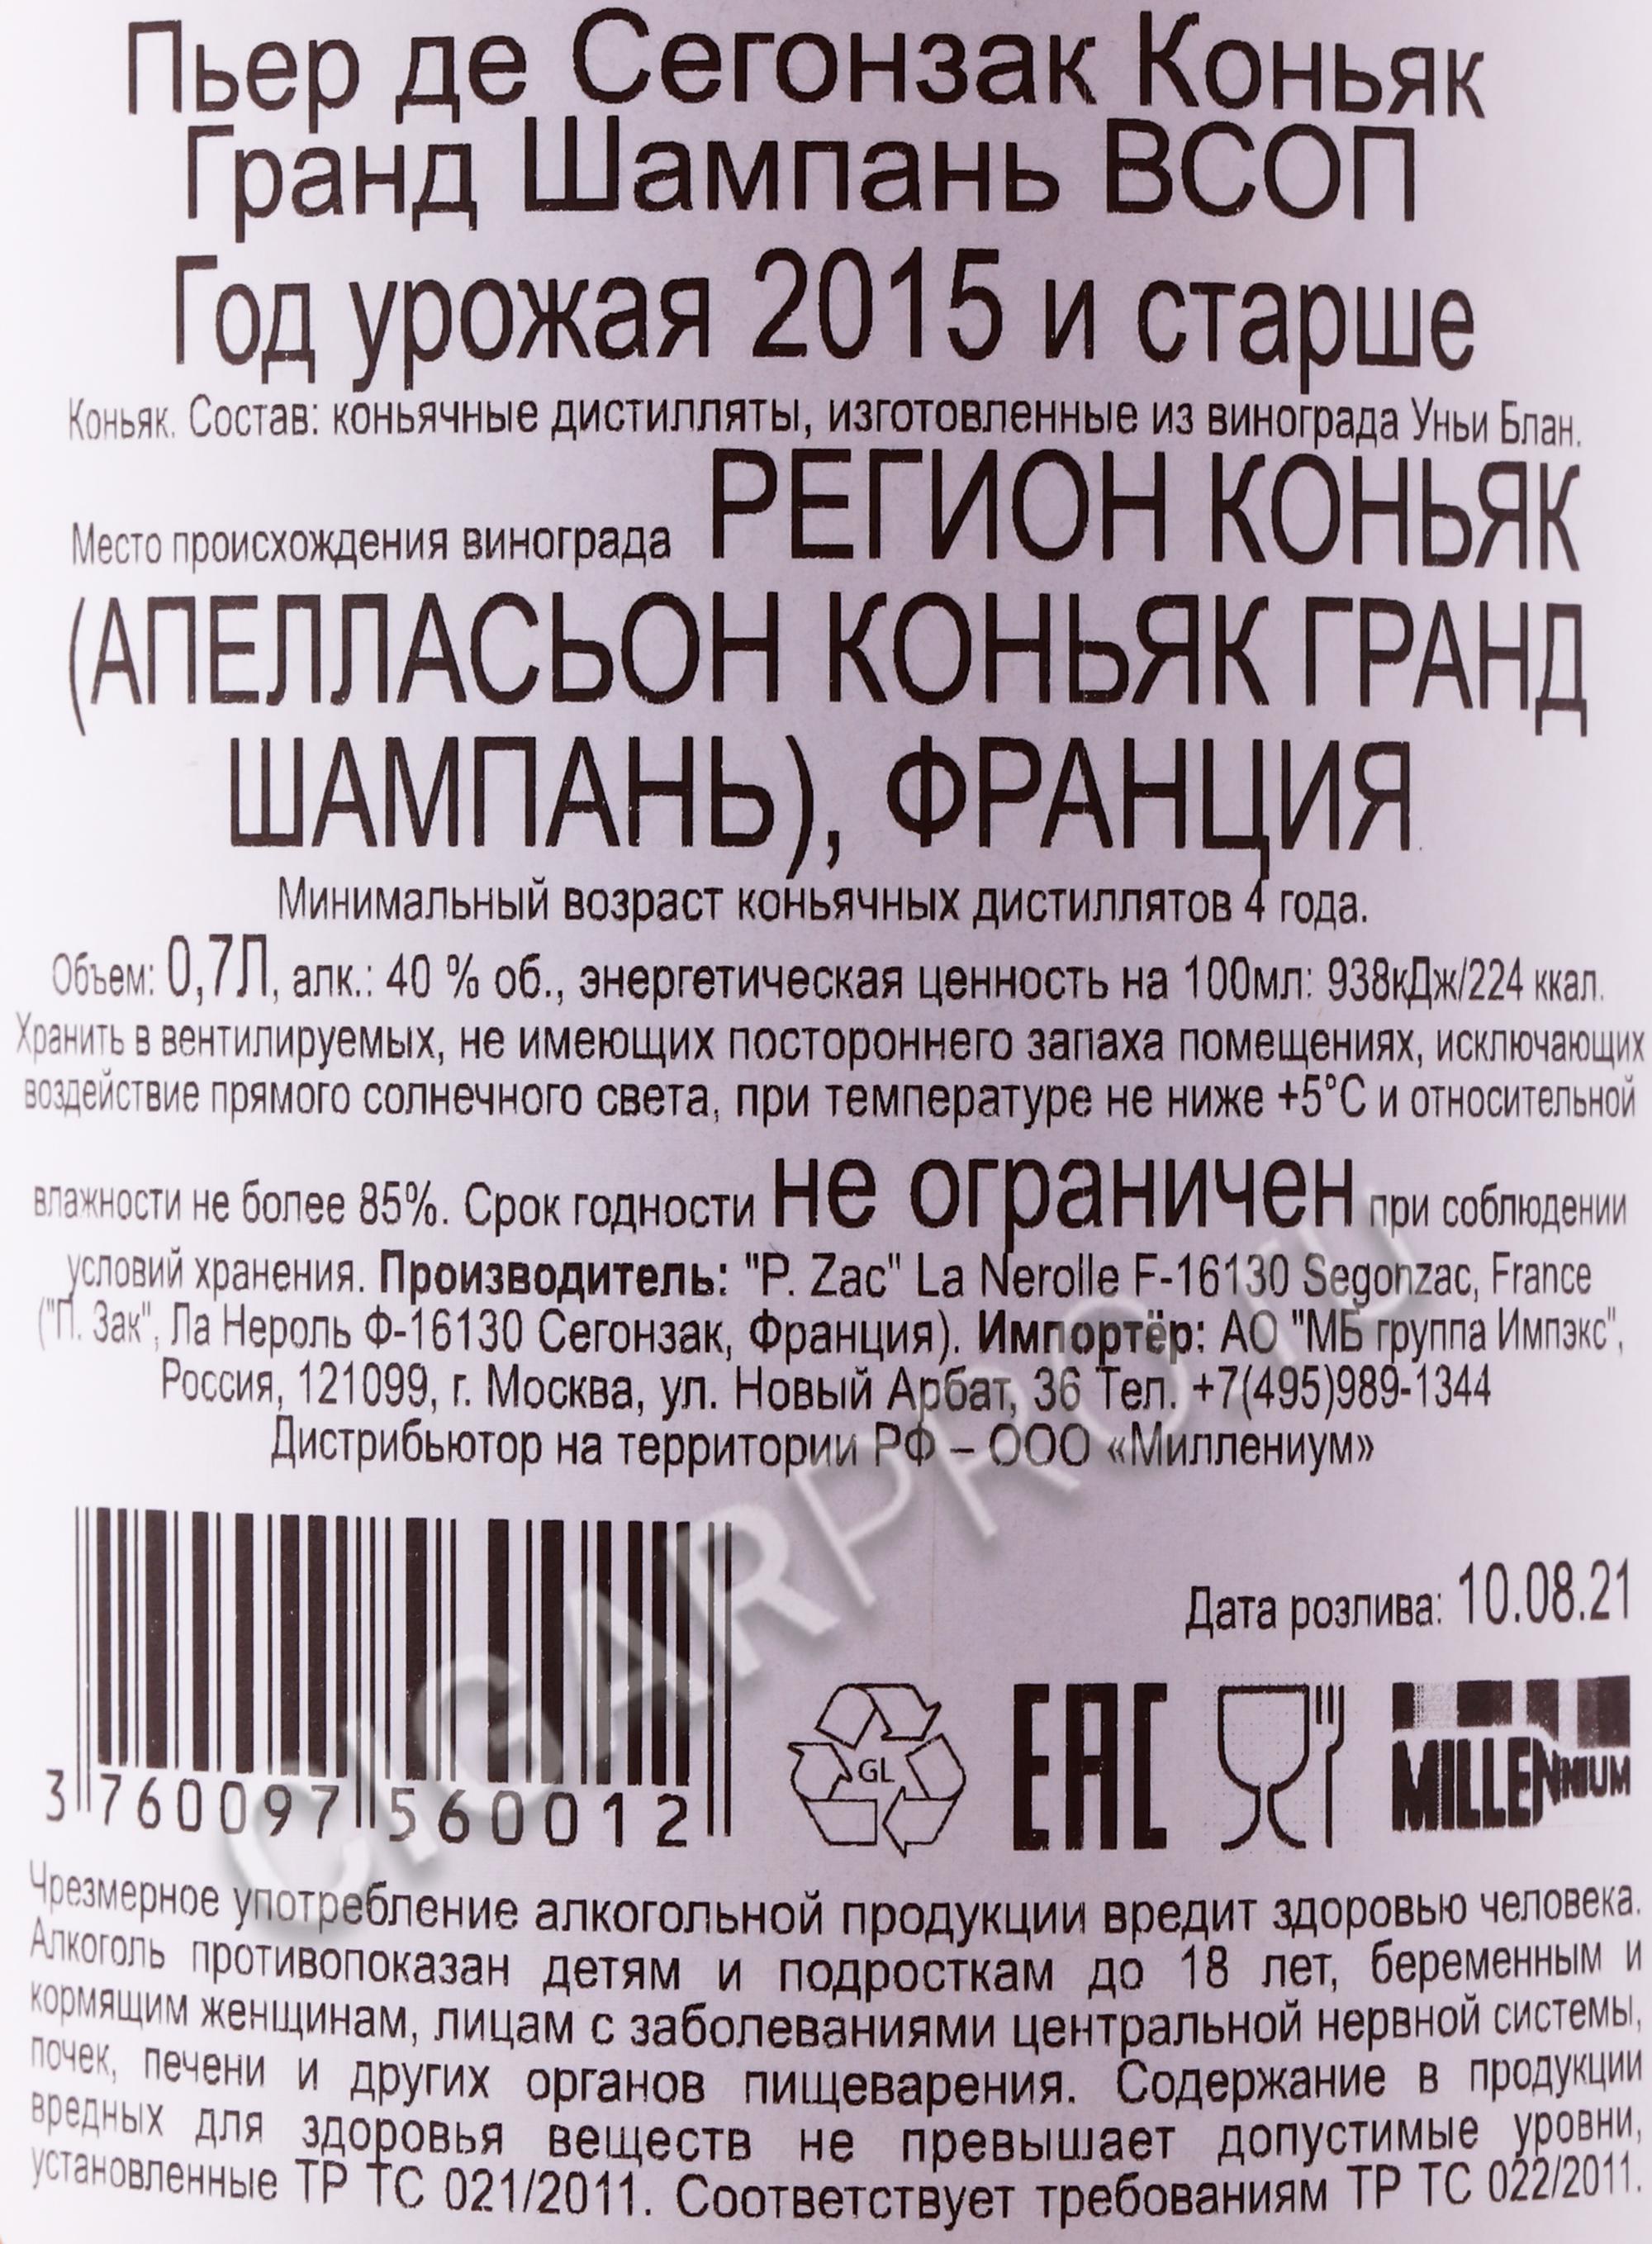 Пьер де Сегонзак Коньяк
Гранд Шампань ВСОП
Год урожая 2015 и старше
Коньяк. Состав: коньячные дистилляты, изготовленные из винограда Уньи Блан.
Место происхождения винограда РЕГИОН КОНЬЯК
(АПЕЛЛАСЬОН КОНЬЯК ГРАНД
ШАМПАНЬ), ФРАНЦИЯ.
Минимальный возраст коньячных дистиллятов 4 года.
Объем: 0,7Л, алк.: 40 % об., энергетическая ценность на 100мл: 938кДж/224 ккал.
Хранить в вентилируемых, не имеющих постороннего запаха помещениях, исключающих
воздействие прямого солнечного света, при температуре не ниже +5°С и относительной
влажности не более 85%. Срок годности не ограничен при соблюдении
условий хранения. Производитель: "P. Zac" La Nerolle F-16130 Segonzac, France
("П. Зак", Ла Нероль Ф-16130 Сегонзак, Франция). Импортёр: АО "МБ группа Импэкс",
Россия, 121099, г. Москва, ул. Новый Арбат, 36 Тел. +7(495)989-1344
Дистрибьютор на территории РФ – ООО «Миллениум»
CIGARPRO.ru
Дата розлива: 10.08.21
3 760097 560012
GL
EAC
MILLENNIUM
Чрезмерное употребление алкогольной продукции вредит здоровью человека.
Алкоголь противопоказан детям и подросткам до 18 лет, беременным и
кормящим женщинам, лицам с заболеваниями центральной нервной системы,
почек, печени и других органов пищеварения. Содержание в продукции
вредных для здоровья веществ не превышает допустимые уровни,
установленные ТР ТС 021/2011. Соответствует требованиям ТР ТС 022/2011.